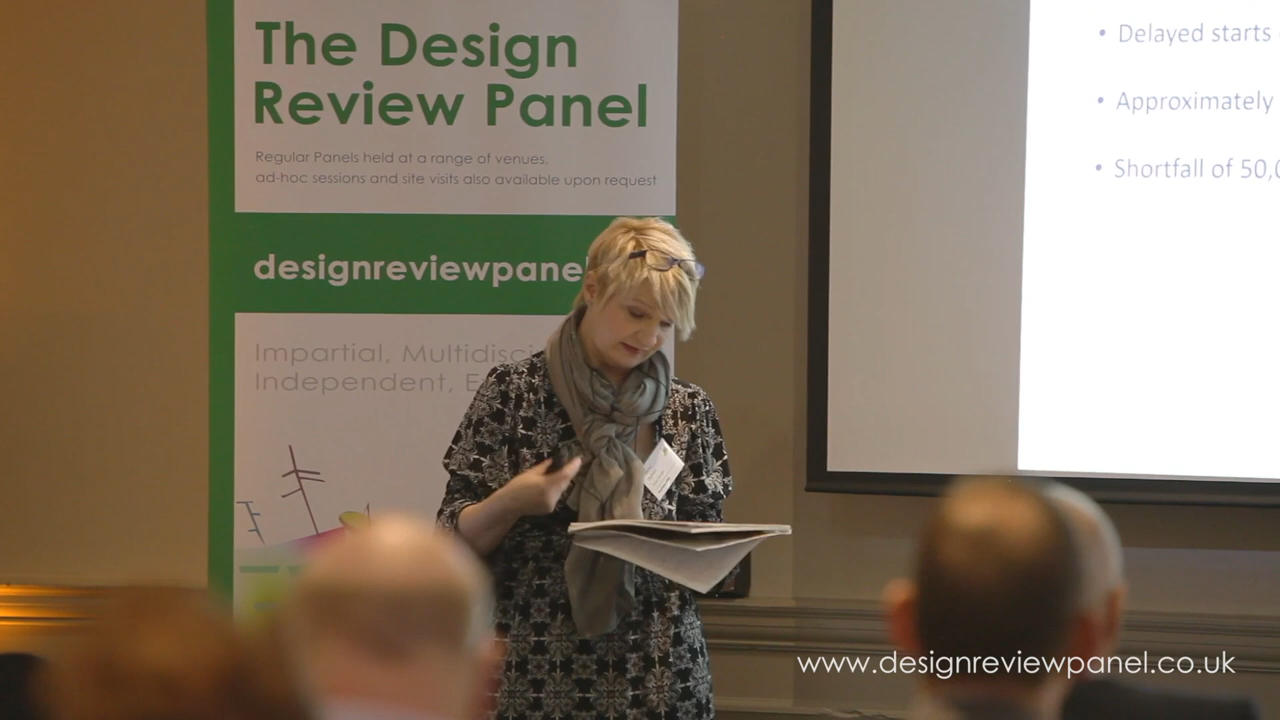 The Design
Review Panel
Regular Panels held at a range of venues,
ad-hoc sessions and site visits also available upon request
designreviewpane
Impartial, Multidisci
Independent, E
• Delayed starts
• Approximately
• Shortfall of 50,0
www.designreviewpanel.co.uk